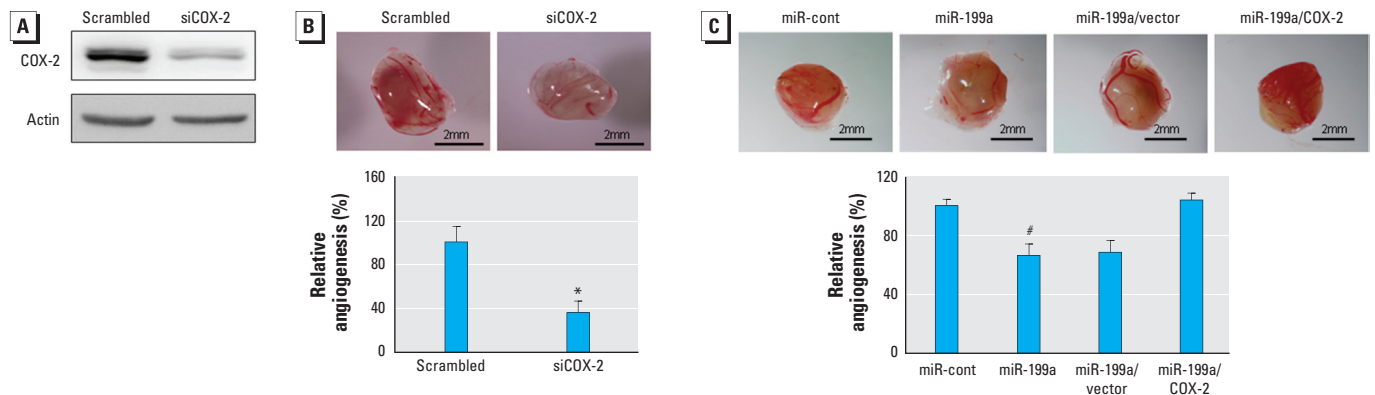 A
Scrambled siCOX-2
COX-2
Actin
B
Scrambled siCOX-2
2mm 2mm
Relative
angiogenesis (%)
160
120
80
40
0
*
Scrambled siCOX-2
C
miR-cont miR-199a miR-199a/vector miR-199a/COX-2
2mm 2mm 2mm 2mm
Relative
angiogenesis (%)
120
80
40
0
#
miR-cont miR-199a miR-199a/ miR-199a/
vector COX-2